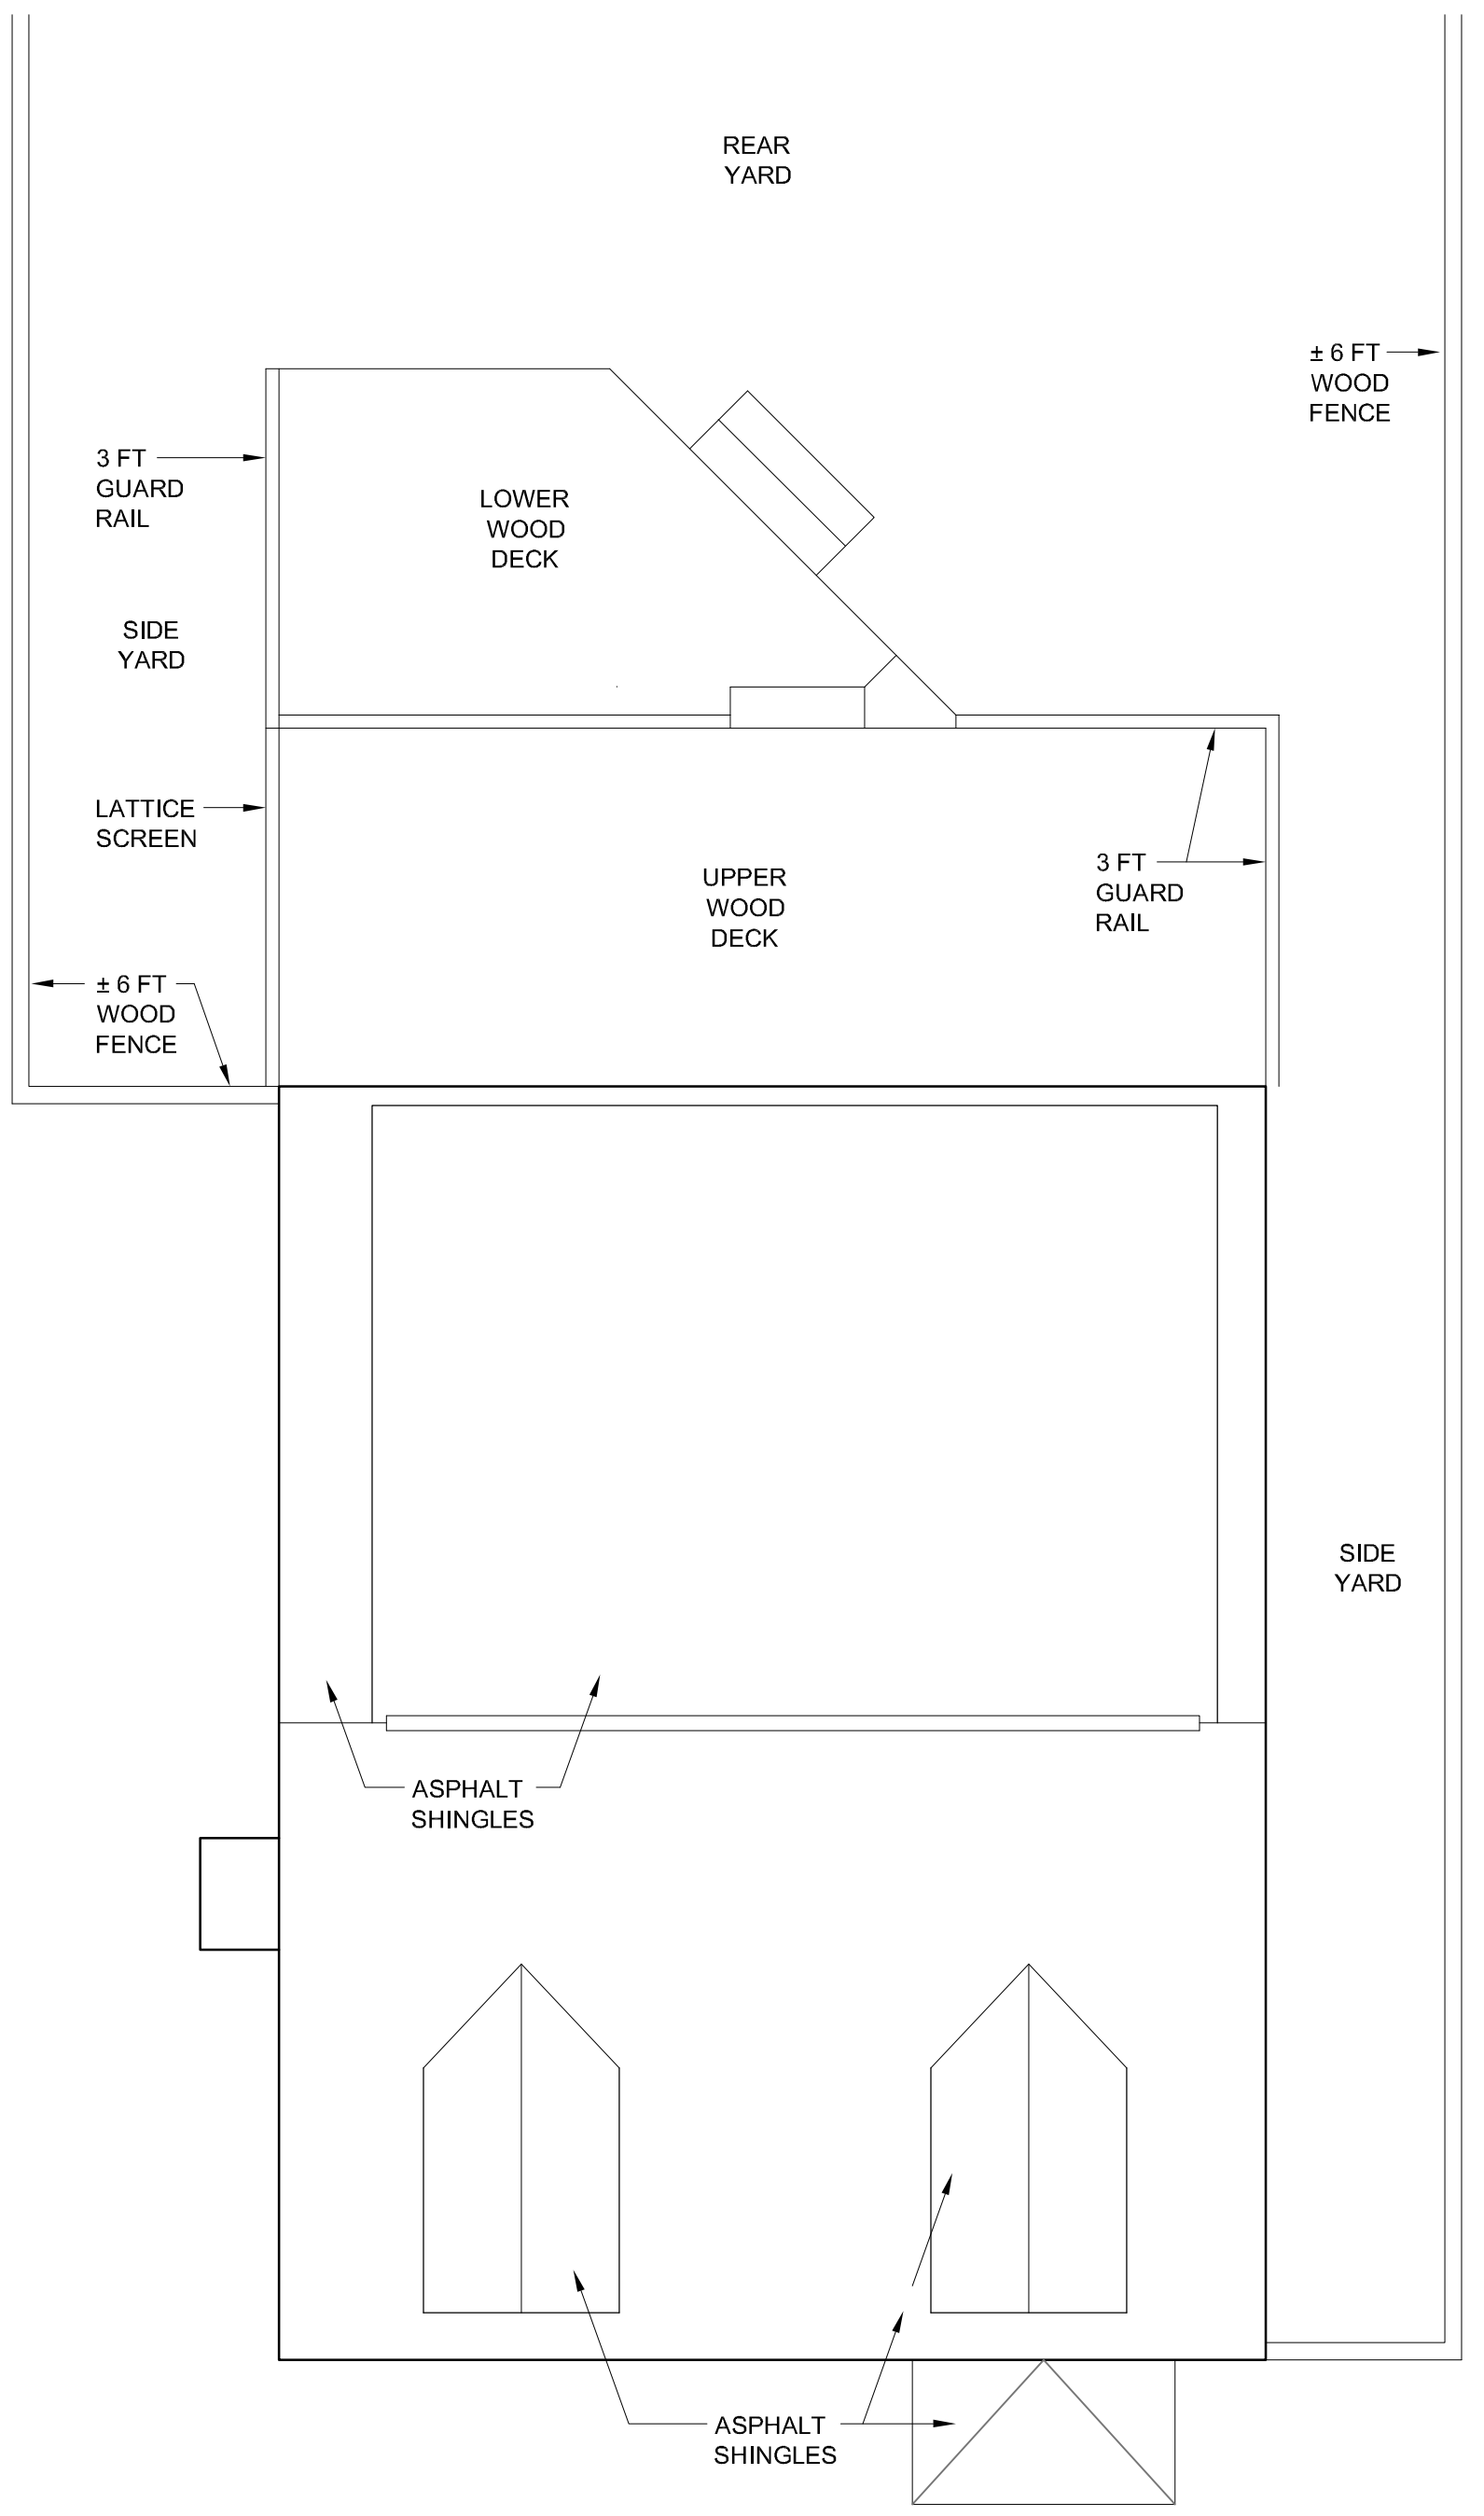 REAR
YARD
± 6 FT
WOOD
FENCE
3 FT
GUARD
RAIL
LOWER
WOOD
DECK
SIDE
YARD
LATTICE
SCREEN
3 FT
GUARD
RAIL
UPPER
WOOD
DECK
± 6 FT
WOOD
FENCE
SIDE
YARD
ASPHALT
SHINGLES
ASPHALT
SHINGLES